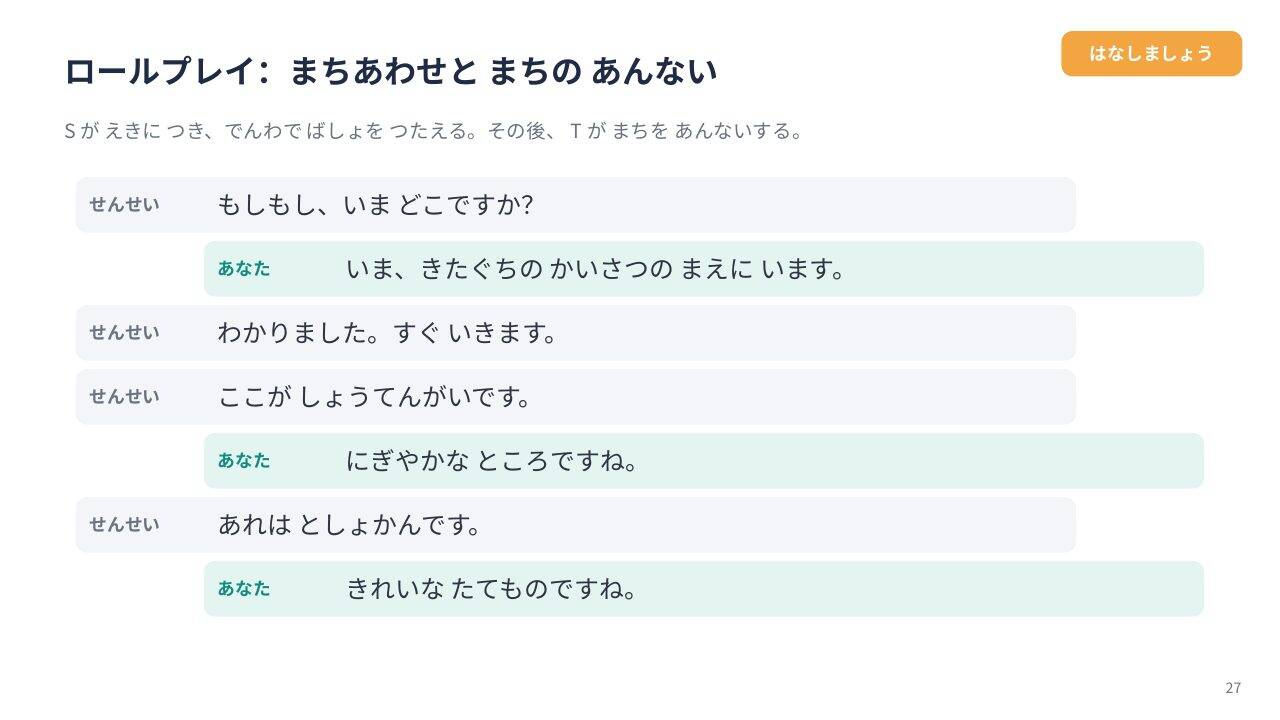 はなしましょう
ロールプレイ：まちあわせと まちの あんない
S が えきに つき、でんわで ばしょを つたえる。その後、T が まちを あんないする。
せんせい もしもし、いま どこですか?
あなた いま、きたぐちの かいさつの まえに います。
せんせい わかりました。すぐ いきます。
せんせい ここが しょうてんがいです。
あなた にぎやかな ところですね。
せんせい あれは としょかんです。
あなた きれいな たてものですね。
27